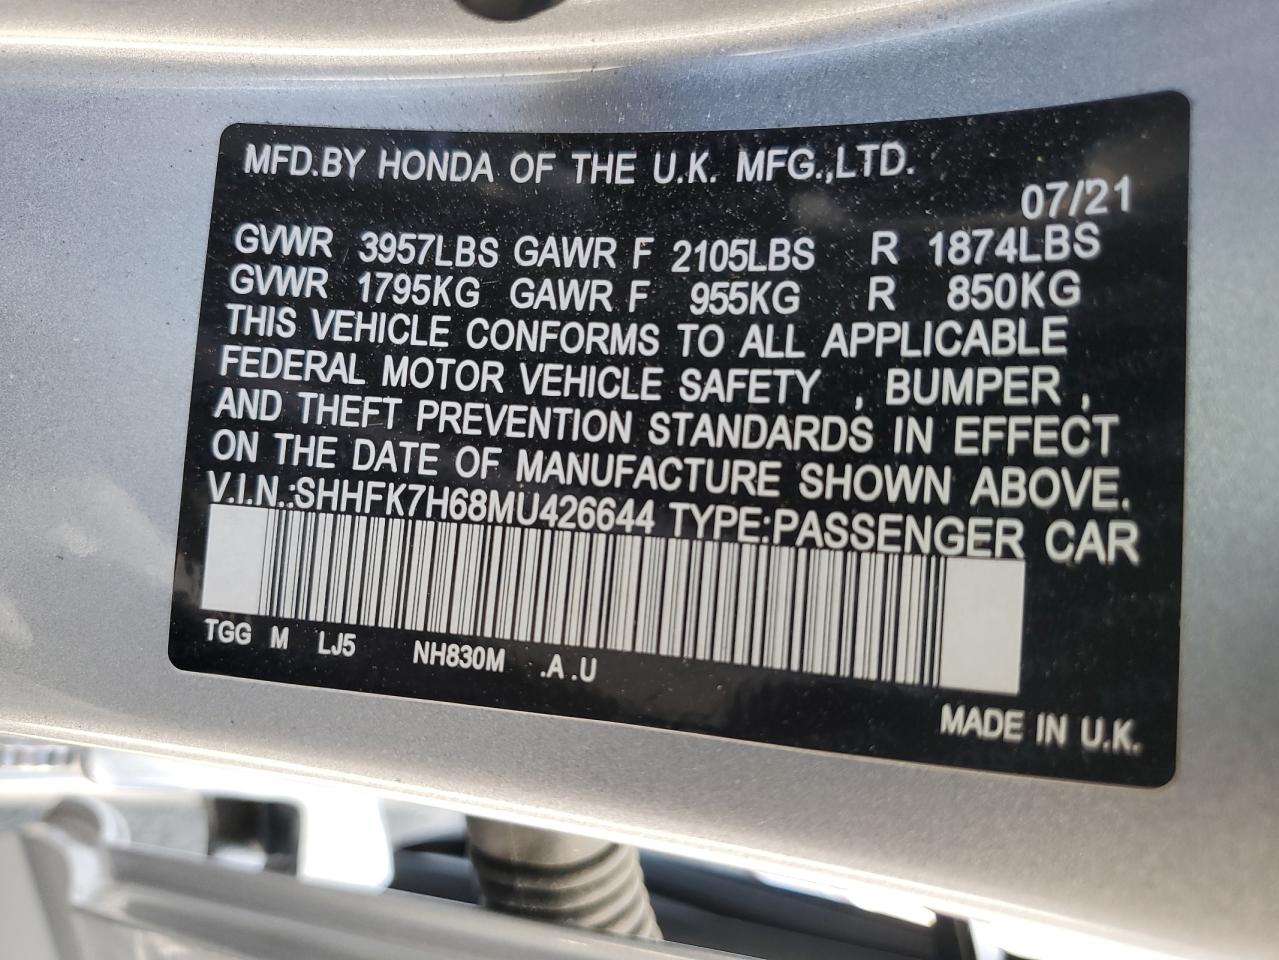 MFD.BY HONDA OF THE U.K. MFG.,LTD.
07/'21
GVWR 3957LBS GAWR F 2105LBS R 1874LBS
GVWR 1795KG GAWR F 955KG R 850KG
THIS VEHICLE CONFORMS TO ALL APPLICABLE
FEDERAL MOTOR VEHICLE SAFETY , BUMPER ,
AND THEFT PREVENTION STANDARDS IN EFFECT
ON THE DATE OF MANUFACTURE SHOWN ABOVE.
V.I.N.:SHHFK7H68MU426644 TYPE:PASSENGER CAR
TGG M LJ5 NH830M .A .U
MADE IN U.K.